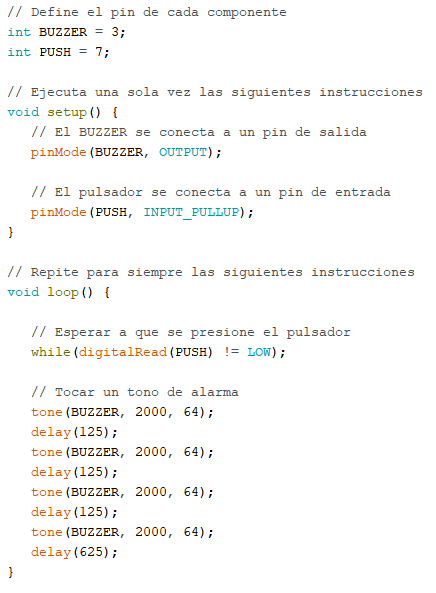 // Define el pin de cada componente
int BUZZER = 3;
int PUSH = 7;

// Ejecuta una sola vez las siguientes instrucciones
void setup() {
   // El BUZZER se conecta a un pin de salida
   pinMode(BUZZER, OUTPUT);

   // El pulsador se conecta a un pin de entrada
   pinMode(PUSH, INPUT_PULLUP);
}

// Repite para siempre las siguientes instrucciones
void loop() {

   // Esperar a que se presione el pulsador
   while(digitalRead(PUSH) != LOW);

   // Tocar un tono de alarma
   tone(BUZZER, 2000, 64);
   delay(125);
   tone(BUZZER, 2000, 64);
   delay(125);
   tone(BUZZER, 2000, 64);
   delay(125);
   tone(BUZZER, 2000, 64);
   delay(625);
}